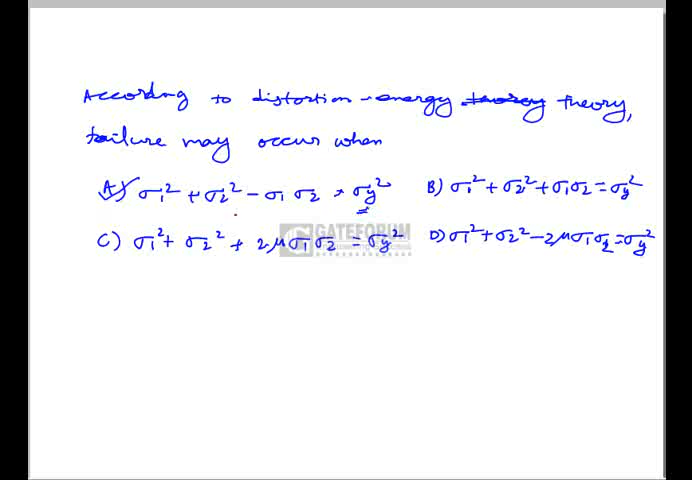 According to distortion - energy theory,
failure may occur when
A) σ₁² + σ₂² - σ₁ σ₂ = σy² B) σ₁² + σ₂² + σ₁σ₂ = σy²
C) σ₁² + σ₂² + 2μσ₁σ₂ = σy² D) σ₁² + σ₂² - 2μσ₁σ₂ = σy²
GATEFORUM